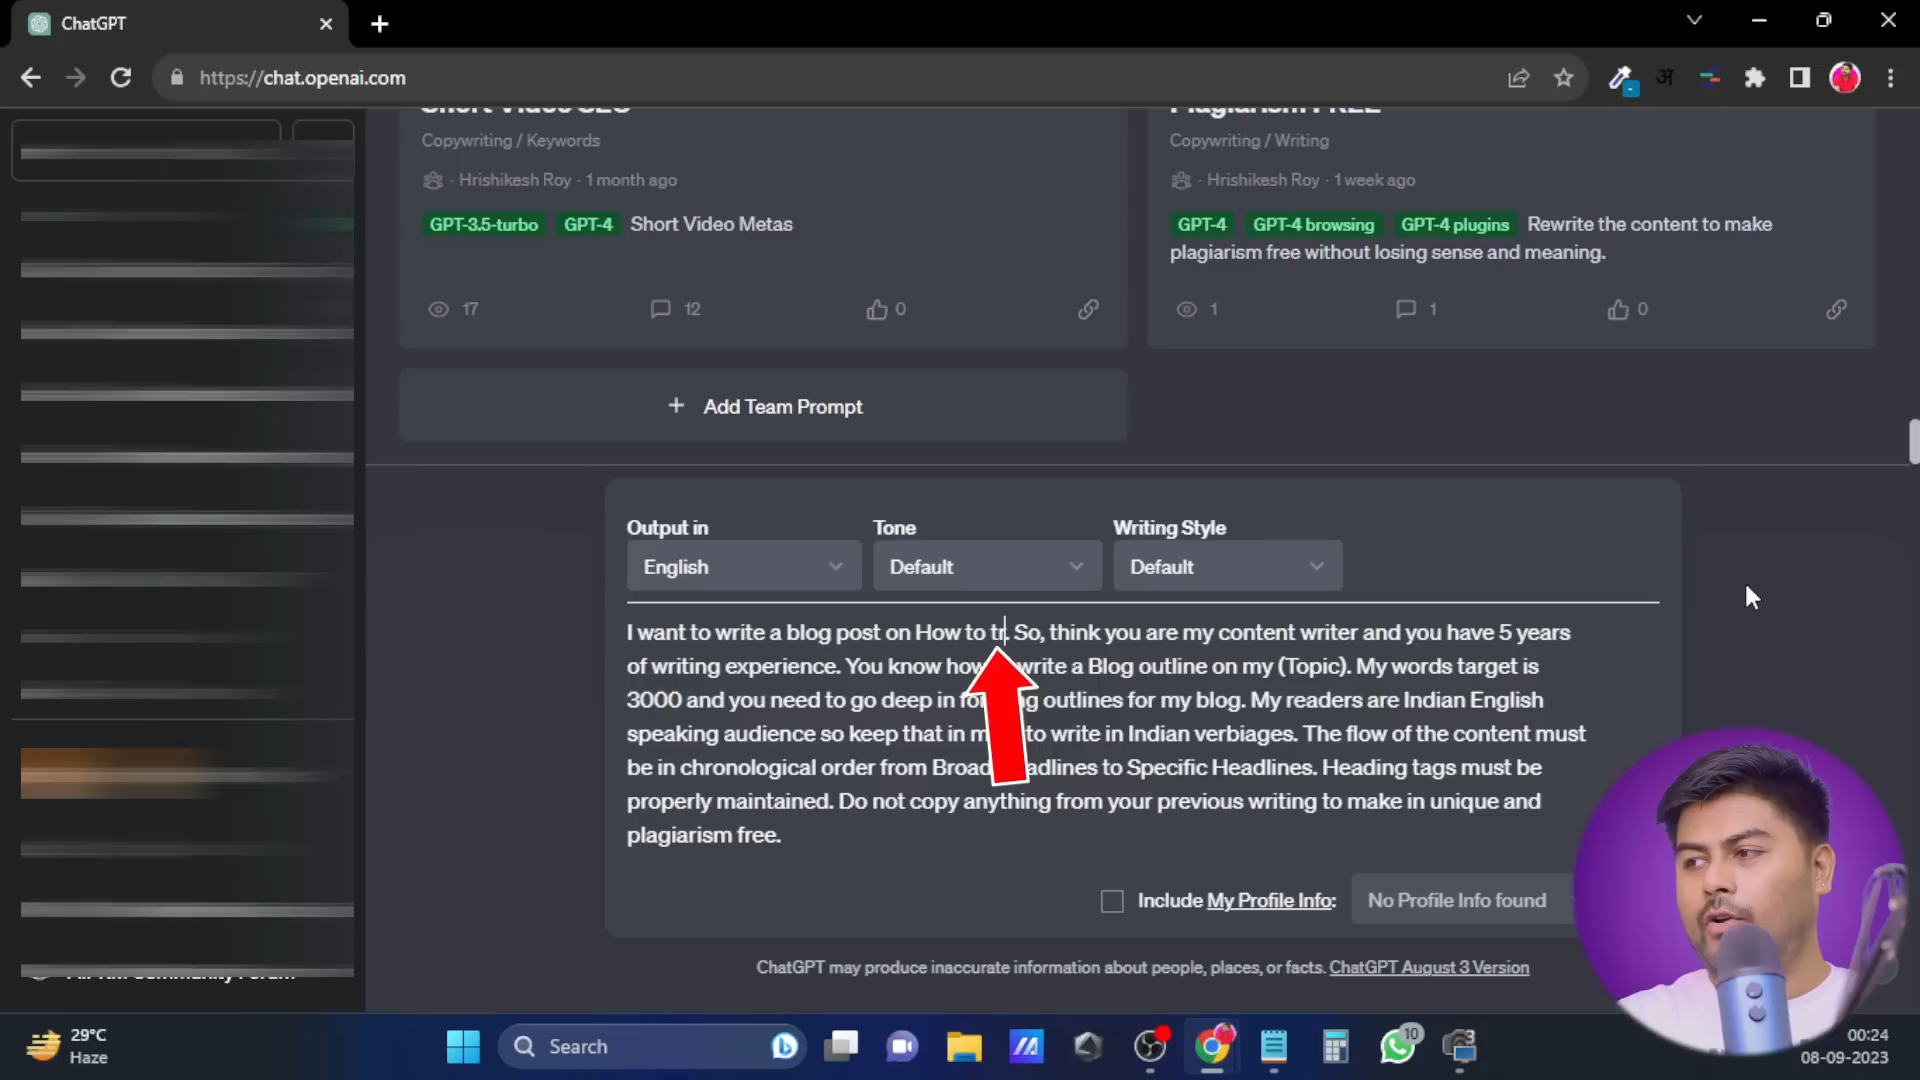 ChatGPT
https://chat.openai.com
Copywriting / Keywords
Hrishikesh Roy · 1 month ago
GPT-3.5-turbo GPT-4 Short Video Metas
17 12 0
Plagiarism FREE
Copywriting / Writing
Hrishikesh Roy · 1 week ago
GPT-4 GPT-4 browsing GPT-4 plugins Rewrite the content to make
plagiarism free without losing sense and meaning.
1 1 0
+ Add Team Prompt
Output in Tone Writing Style
English Default Default
I want to write a blog post on How to tr. So, think you are my content writer and you have 5 years
of writing experience. You know how write a Blog outline on my (Topic). My words target is
3000 and you need to go deep in outlines for my blog. My readers are Indian English
speaking audience so keep that in to write in Indian verbiages. The flow of the content must
be in chronological order from Broad to Specific Headlines. Heading tags must be
properly maintained. Do not copy anything from your previous writing to make in unique and
plagiarism free.
Include My Profile Info: No Profile Info found
ChatGPT may produce inaccurate information about people, places, or facts. ChatGPT August 3 Version
29°C
Haze
Search
10
00:24
08-09-2023